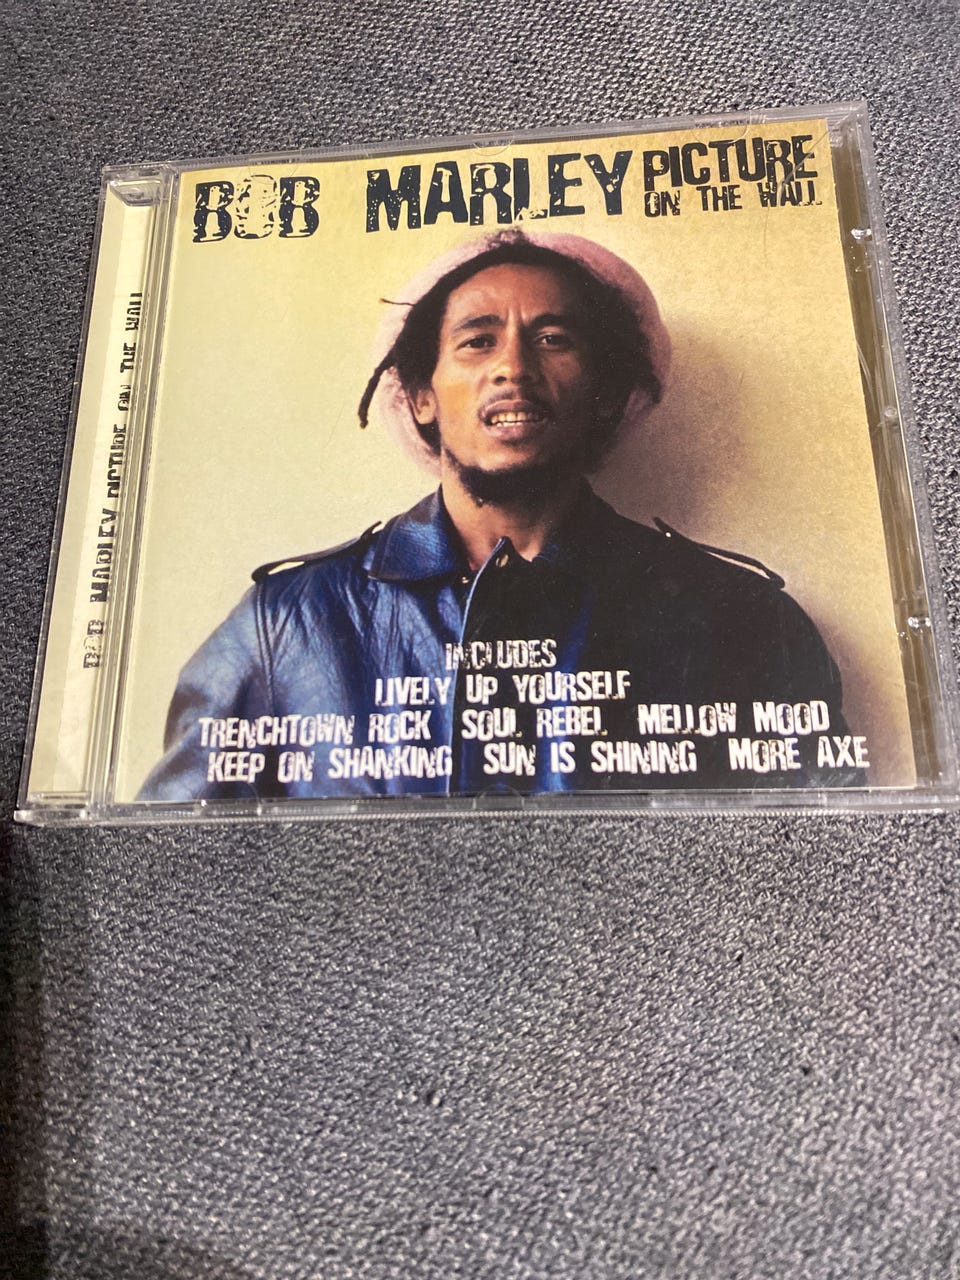 BOB MARLEY PICTURE
ON THE WALL
BOB MARLEY PICTURE ON THE WALL
INCLUDES
LIVELY UP YOURSELF
TRENCHTOWN ROCK SOUL REBEL MELLOW MOOD
KEEP ON SHANKING SUN IS SHINING MORE AXE